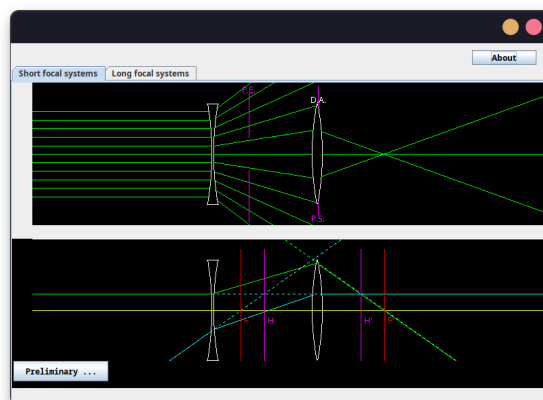 About
Short focal systems Long focal systems
P.E.
D.A.
P.S.
F H H' F'
Preliminary ...